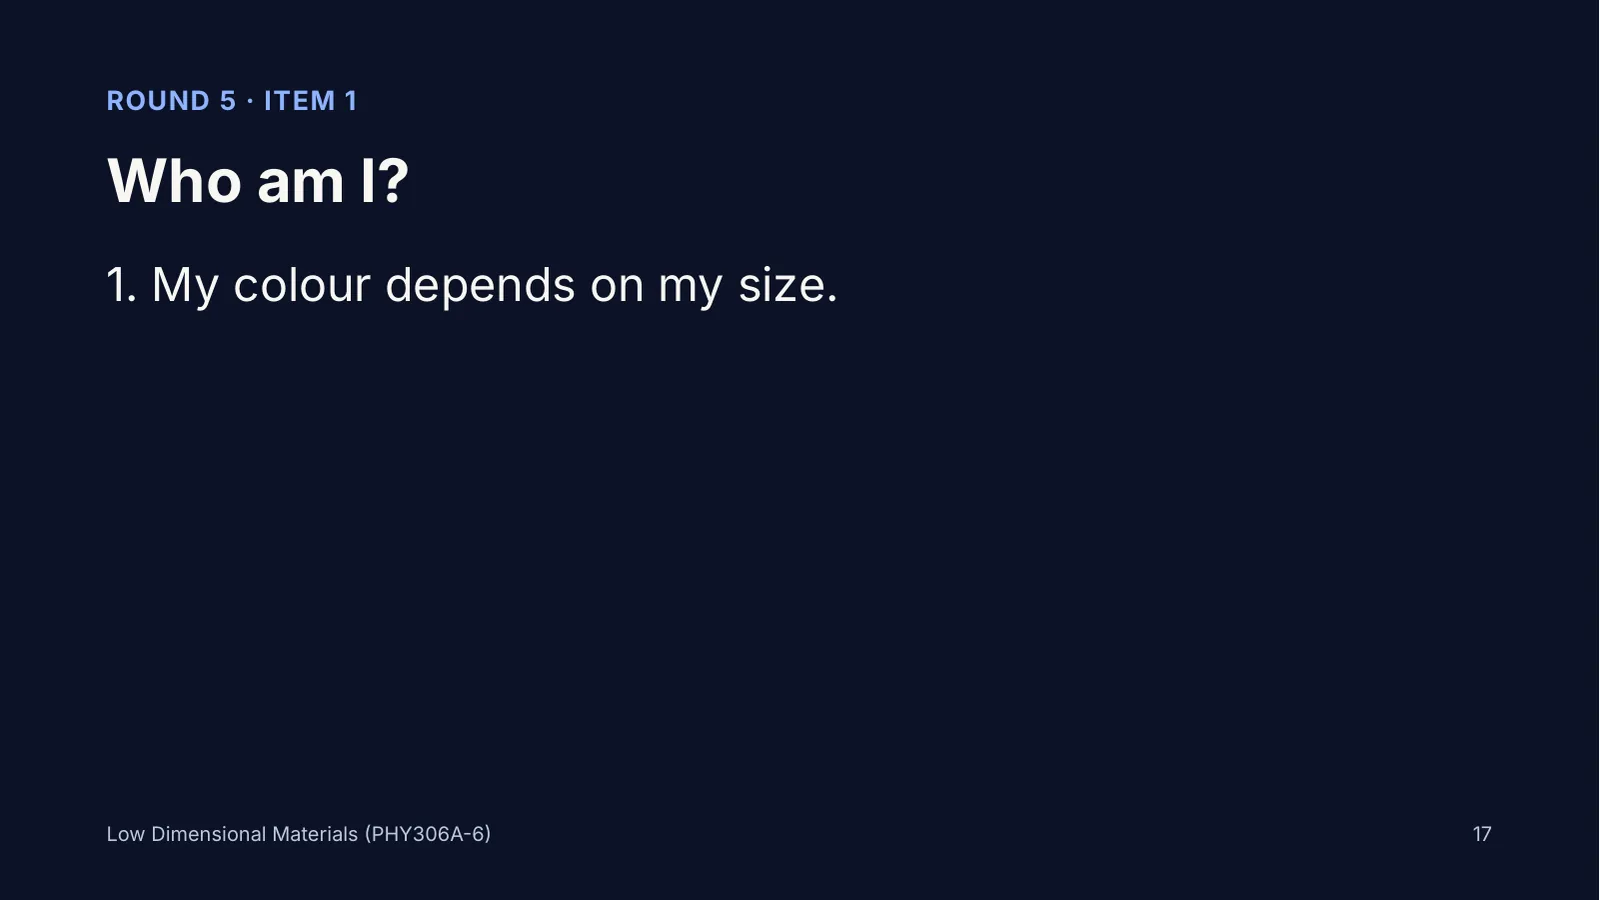 ROUND 5 · ITEM 1
Who am I?
1. My colour depends on my size.
Low Dimensional Materials (PHY306A-6)
17